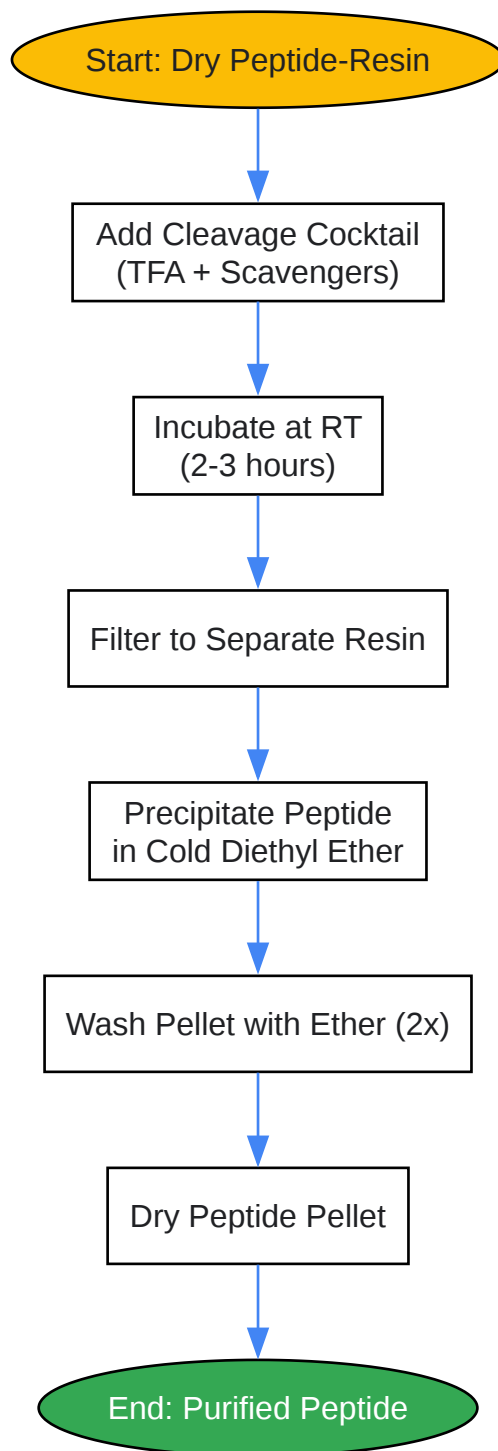 Start: Dry Peptide-Resin
Add Cleavage Cocktail
(TFA + Scavengers)
Incubate at RT
(2-3 hours)
Filter to Separate Resin
Precipitate Peptide
in Cold Diethyl Ether
Wash Pellet with Ether (2x)
Dry Peptide Pellet
End: Purified Peptide